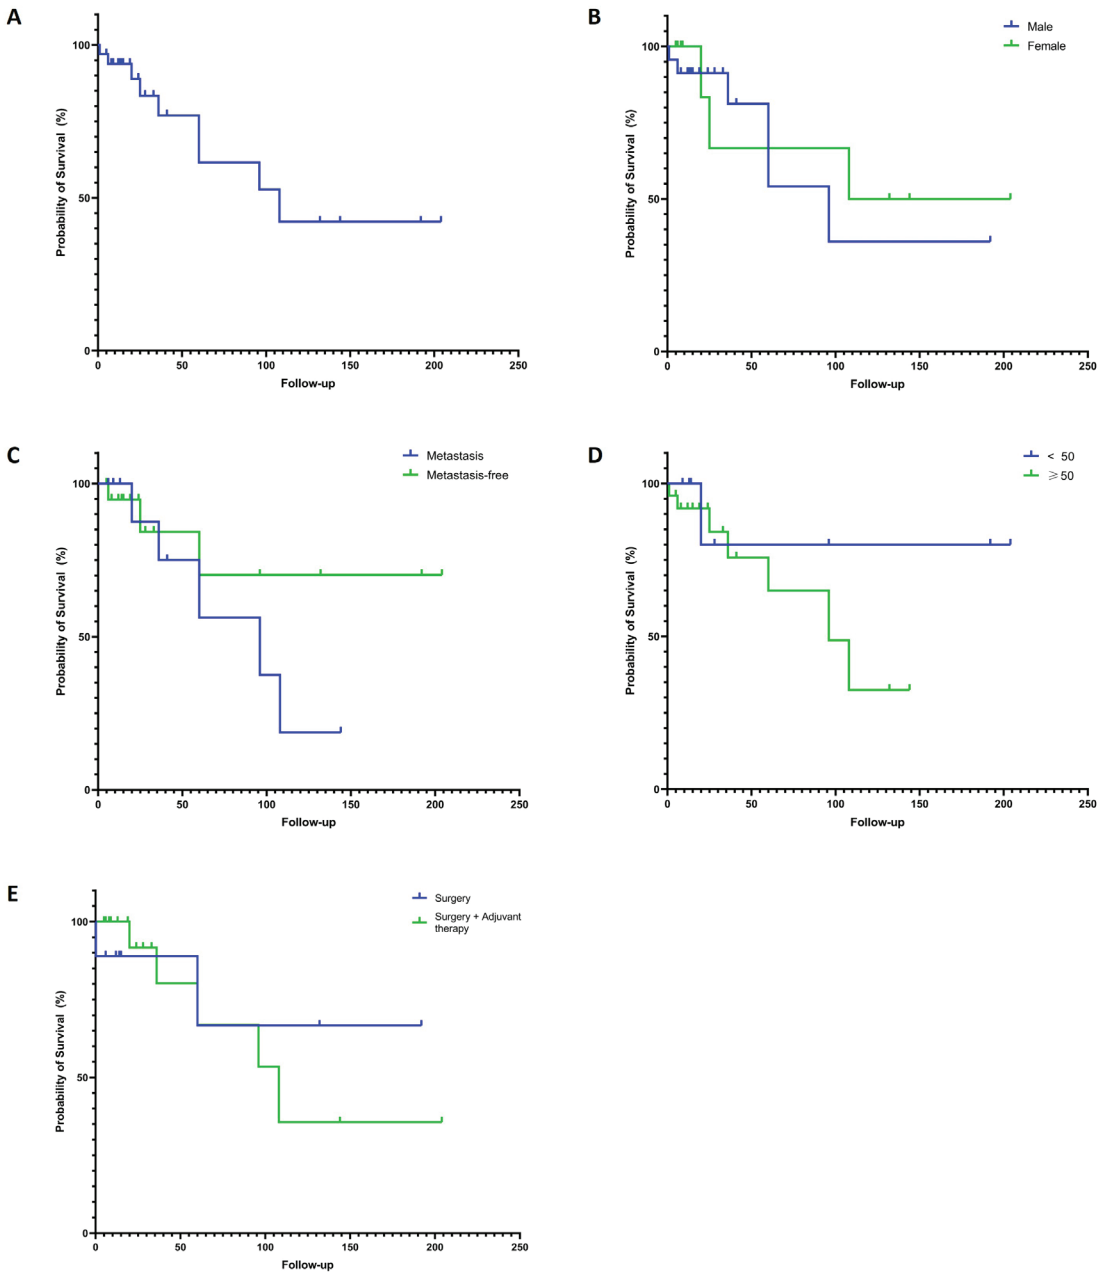 A
Probability of Survival (%)
100
50
0
0 50 100 150 200 250
Follow-up
B
Male
Female
Probability of Survival (%)
100
50
0
0 50 100 150 200 250
Follow-up
C
Metastasis
Metastasis-free
Probability of Survival (%)
100
50
0
0 50 100 150 200 250
Follow-up
D
< 50
≥50
Probability of Survival (%)
100
50
0
0 50 100 150 200 250
Follow-up
E
Surgery
Surgery + Adjuvant
therapy
Probability of Survival (%)
100
50
0
0 50 100 150 200 250
Follow-up